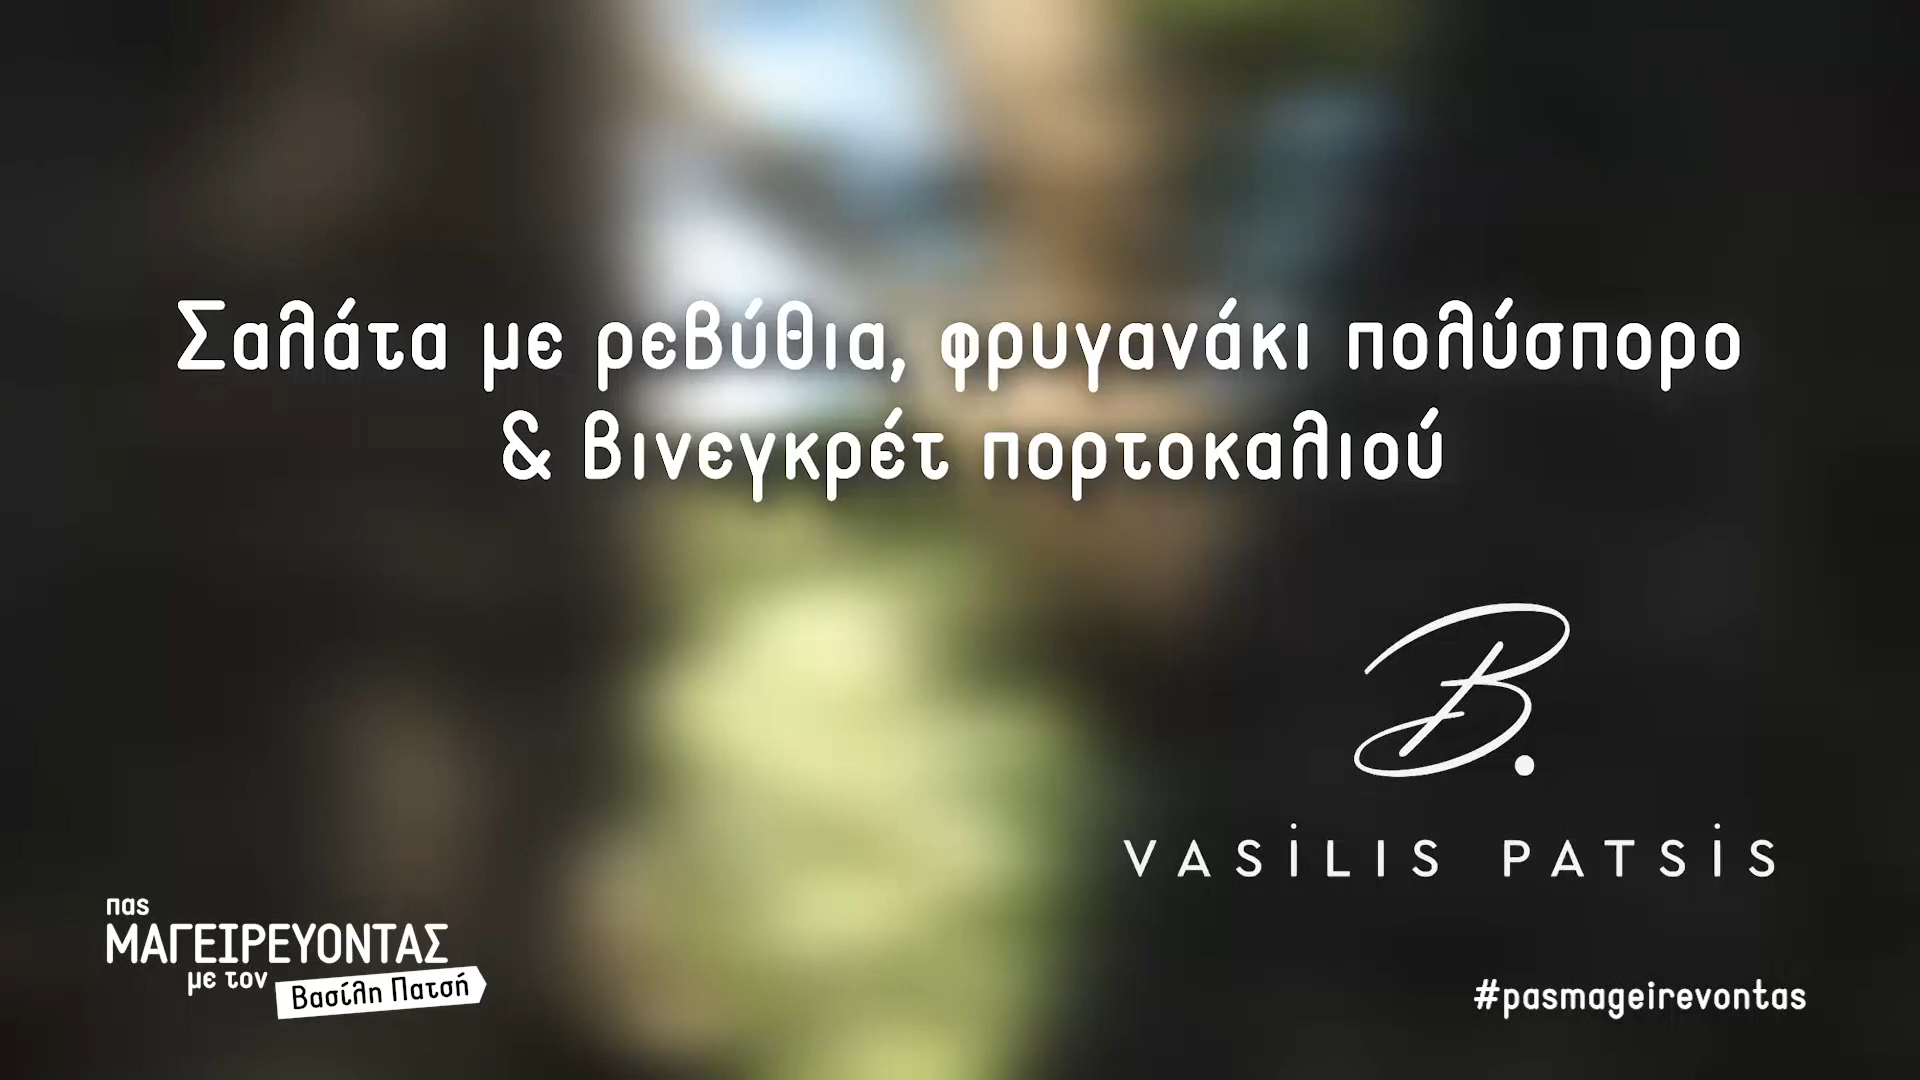 Σαλάτα με ρεβύθια, φρυγανάκι πολύσπορο
& βινεγκρέτ πορτοκαλιού
B.
VASILIS PATSIS
πας
ΜΑΓΕΙΡΕΥΟΝΤΑΣ
με τον Βασίλη Πατσή
#pasmageirevontas